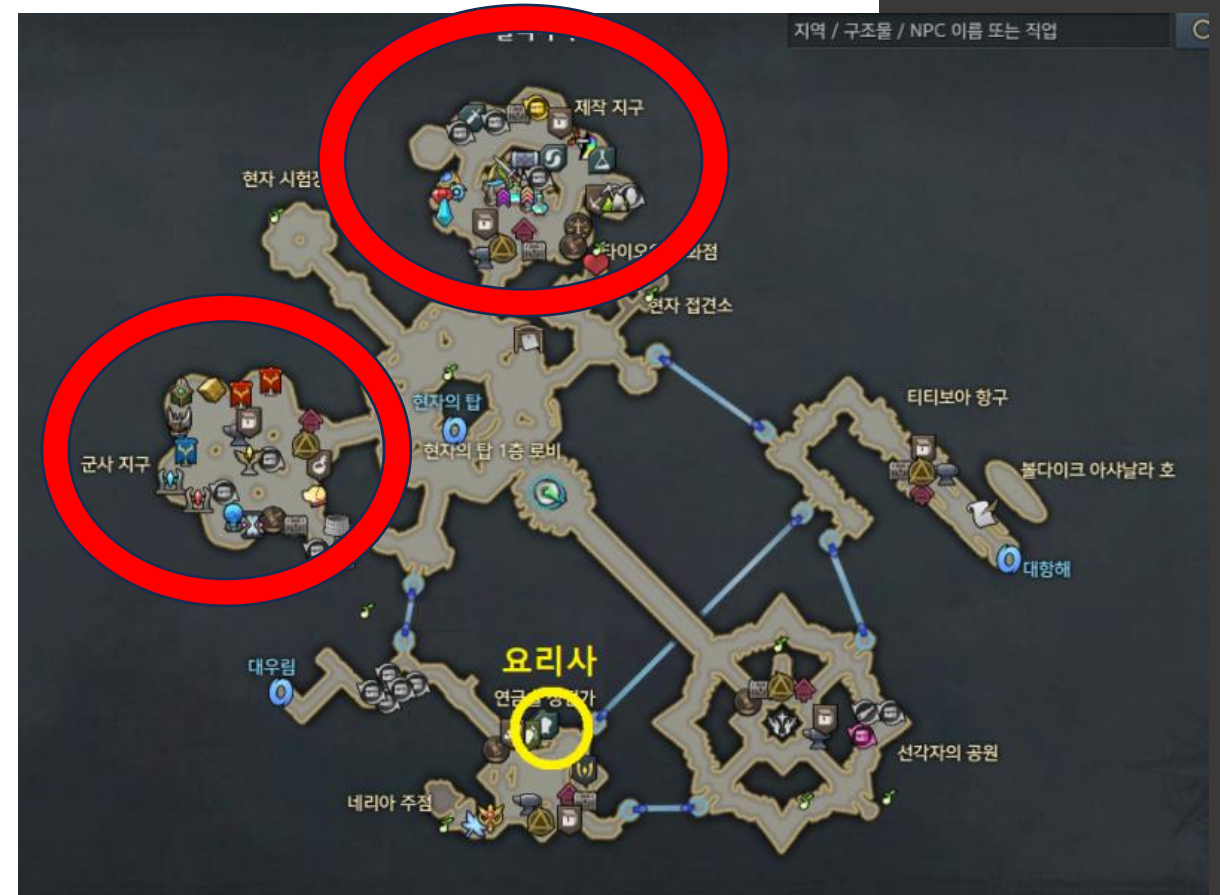 지역 / 구조물 / NPC 이름 또는 직업
제작 지구
현자 시험장
현자 접견소
티티보아 항구
현자의 탑
현자의 탑 1층 로비
군사 지구
볼다이크 아샤날라 호
대항해
요리사
대우림
선각자의 공원
네리아 주점